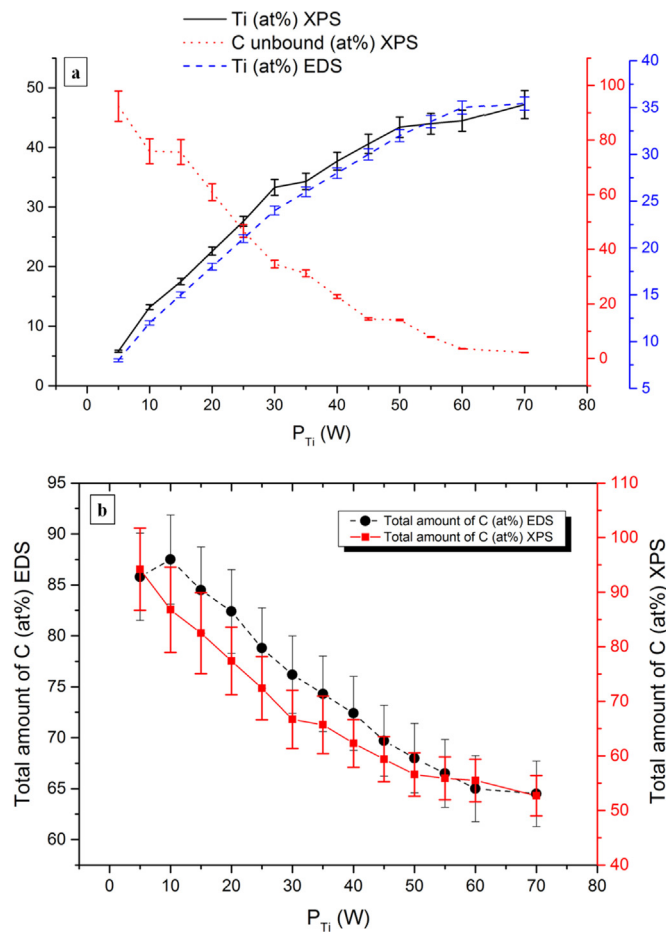 Ti (at%) XPS
C unbound (at%) XPS
Ti (at%) EDS
a
50
40
30
20
10
0
100
80
60
40
20
0
40
35
30
25
20
15
10
5
0 10 20 30 40 50 60 70 80
P_Ti (W)
b
Total amount of C (at%) EDS
Total amount of C (at%) XPS
Total amount of C (at%) EDS
95
90
85
80
75
70
65
60
110
100
90
80
70
60
50
40
Total amount of C (at%) XPS
0 10 20 30 40 50 60 70 80
P_Ti (W)